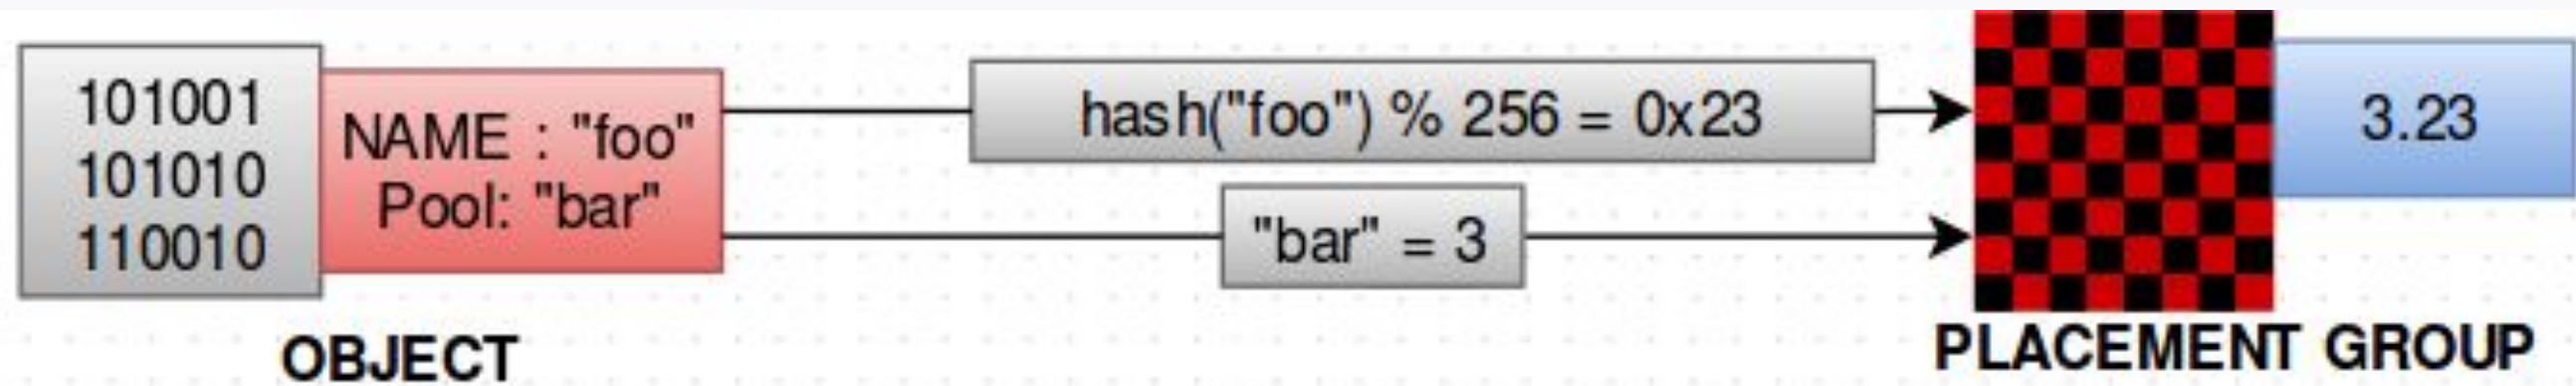 101001
101010
110010
NAME : "foo"
Pool: "bar"
OBJECT
hash("foo") % 256 = 0x23
"bar" = 3
3.23
PLACEMENT GROUP